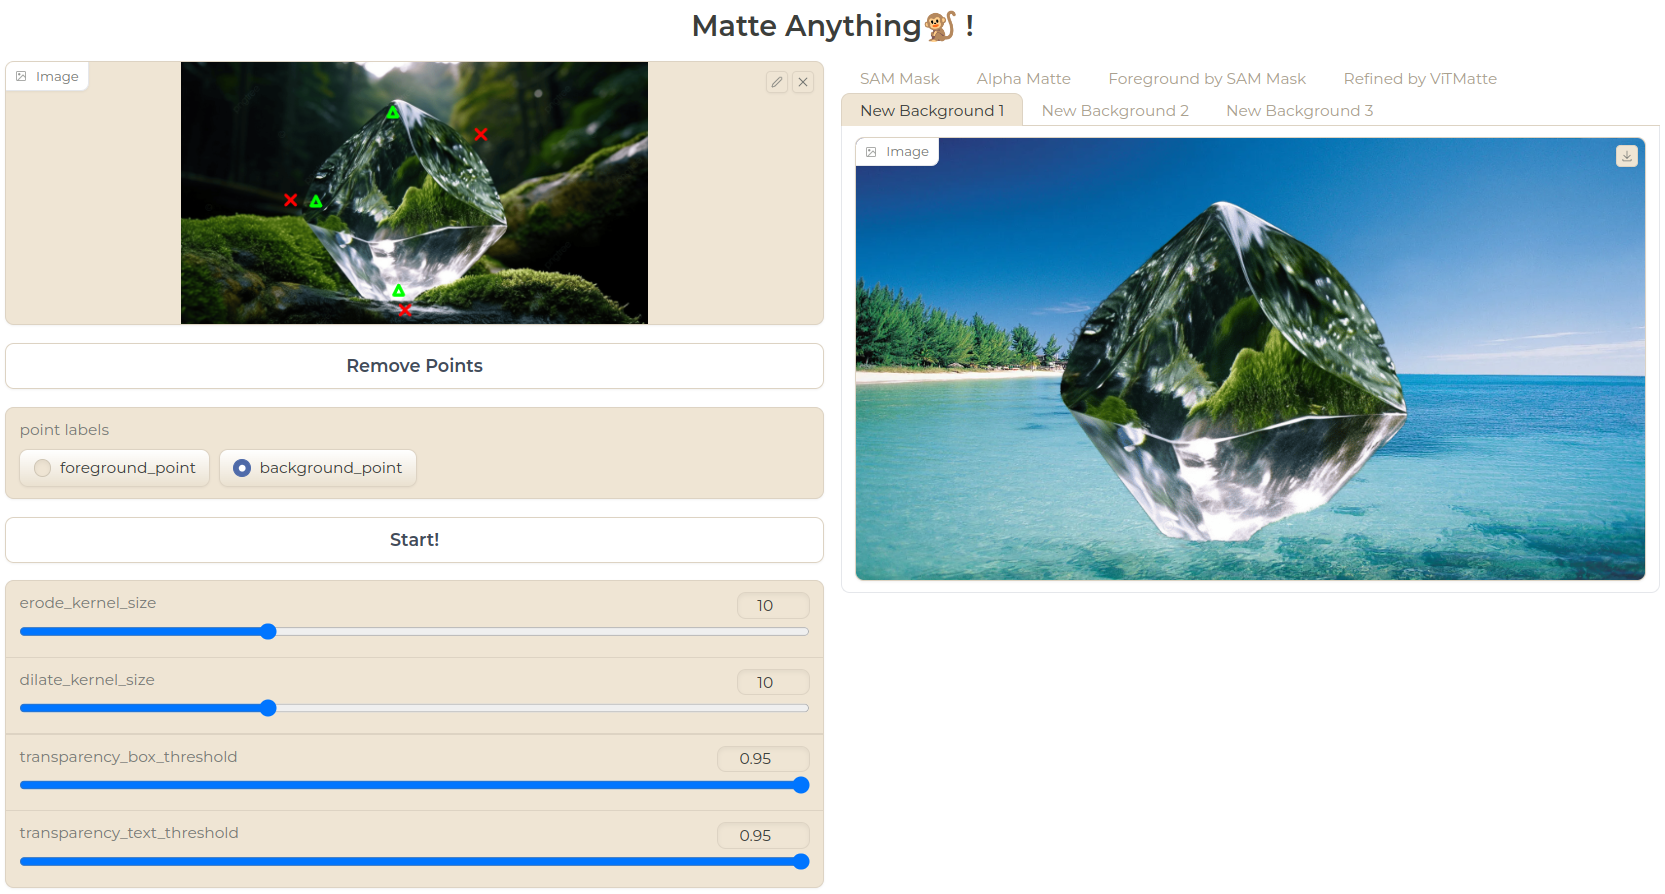 Matte Anything🐒 !
Image
Remove Points
point labels
foreground_point
background_point
Start!
erode_kernel_size
10
dilate_kernel_size
10
transparency_box_threshold
0.95
transparency_text_threshold
0.95
SAM Mask
Alpha Matte
Foreground by SAM Mask
Refined by ViTMatte
New Background 1
New Background 2
New Background 3
Image